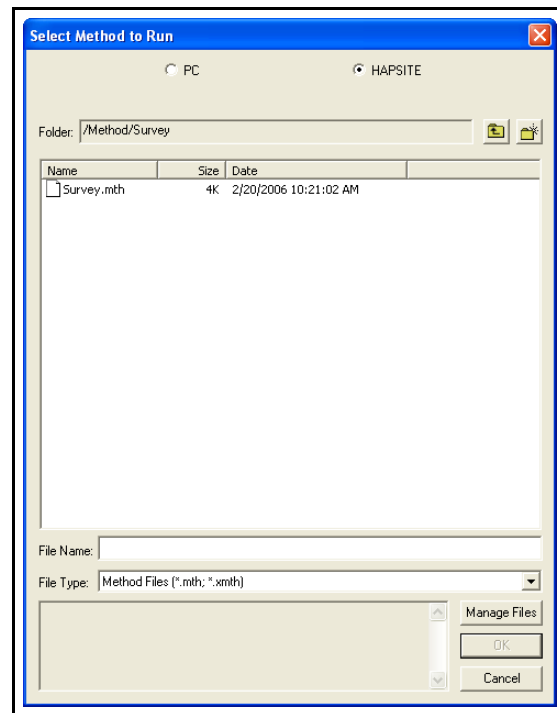 Select Method to Run
PC HAPSITE
Folder: /Method/Survey
Name Size Date
Survey.mth 4K 2/20/2006 10:21:02 AM
File Name:
File Type: Method Files (*.mth; *.xmth)
Manage Files
OK
Cancel